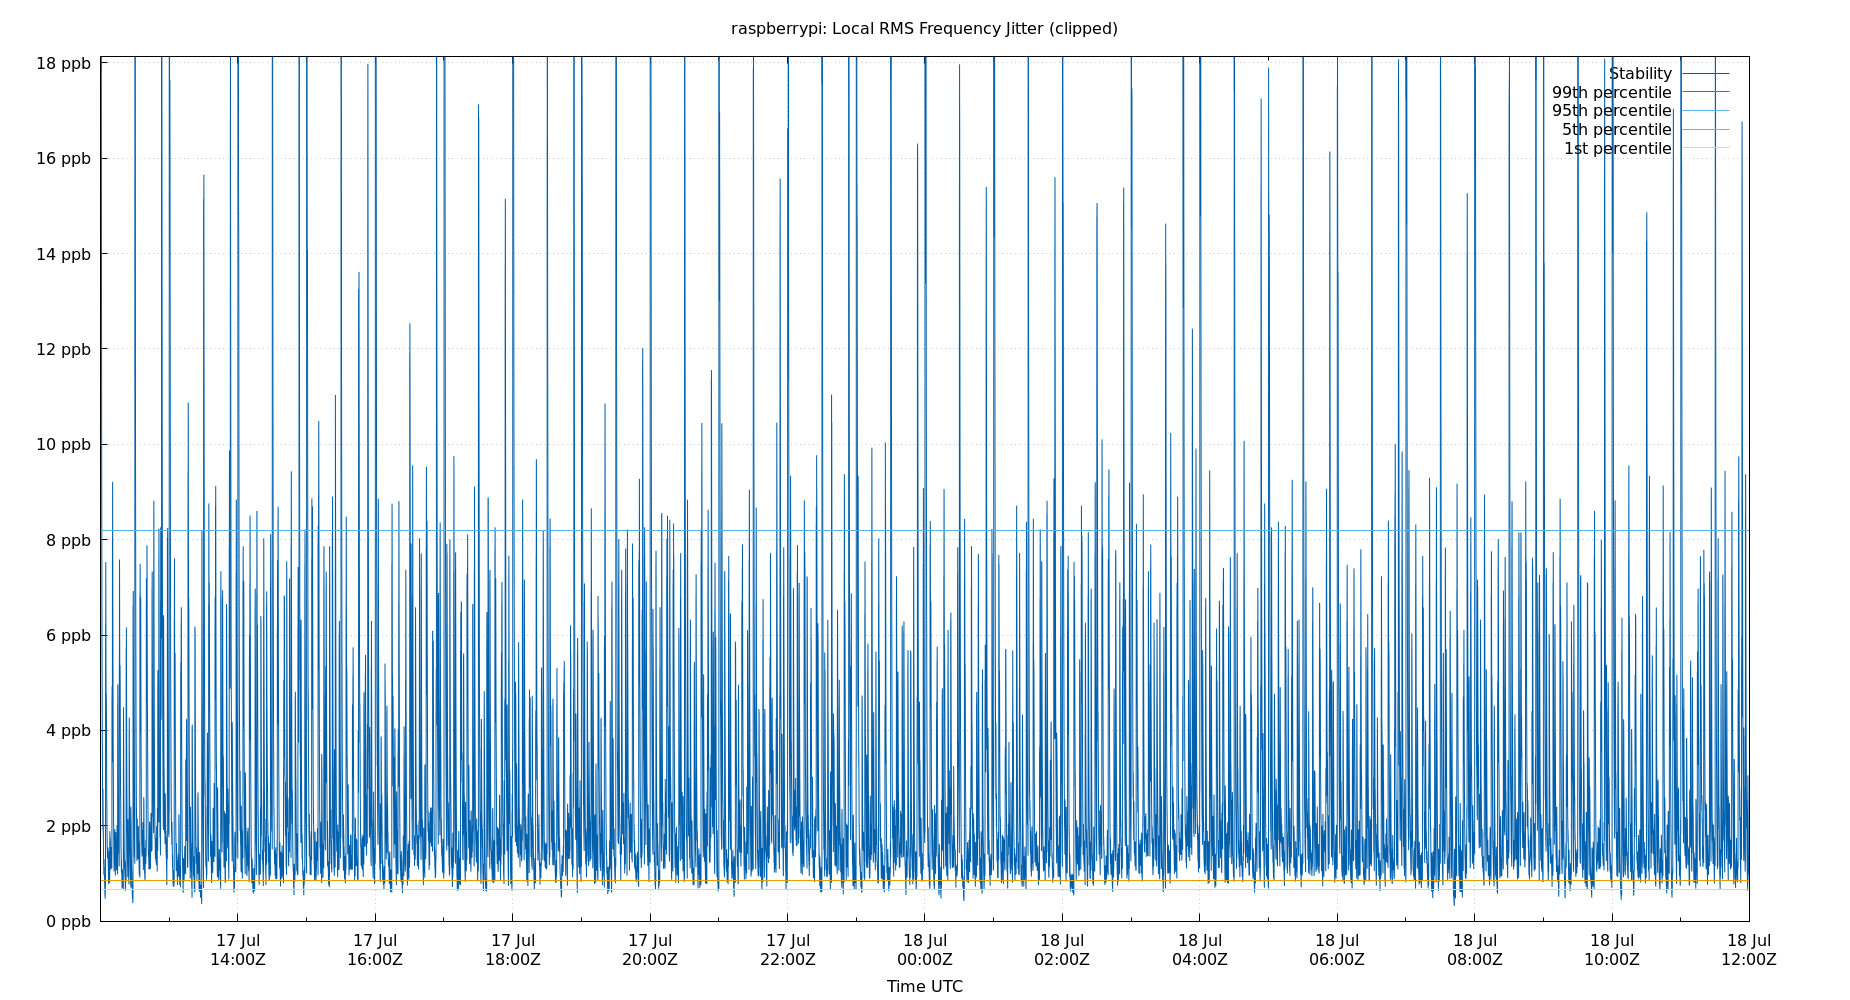 raspberrypi: Local RMS Frequency Jitter (clipped)
18 ppb
16 ppb
14 ppb
12 ppb
10 ppb
8 ppb
6 ppb
4 ppb
2 ppb
0 ppb
Stability
99th percentile
95th percentile
5th percentile
1st percentile
17 Jul 17 Jul 17 Jul 17 Jul 17 Jul 18 Jul 18 Jul 18 Jul 18 Jul 18 Jul 18 Jul 18 Jul
14:00Z 16:00Z 18:00Z 20:00Z 22:00Z 00:00Z 02:00Z 04:00Z 06:00Z 08:00Z 10:00Z 12:00Z
Time UTC